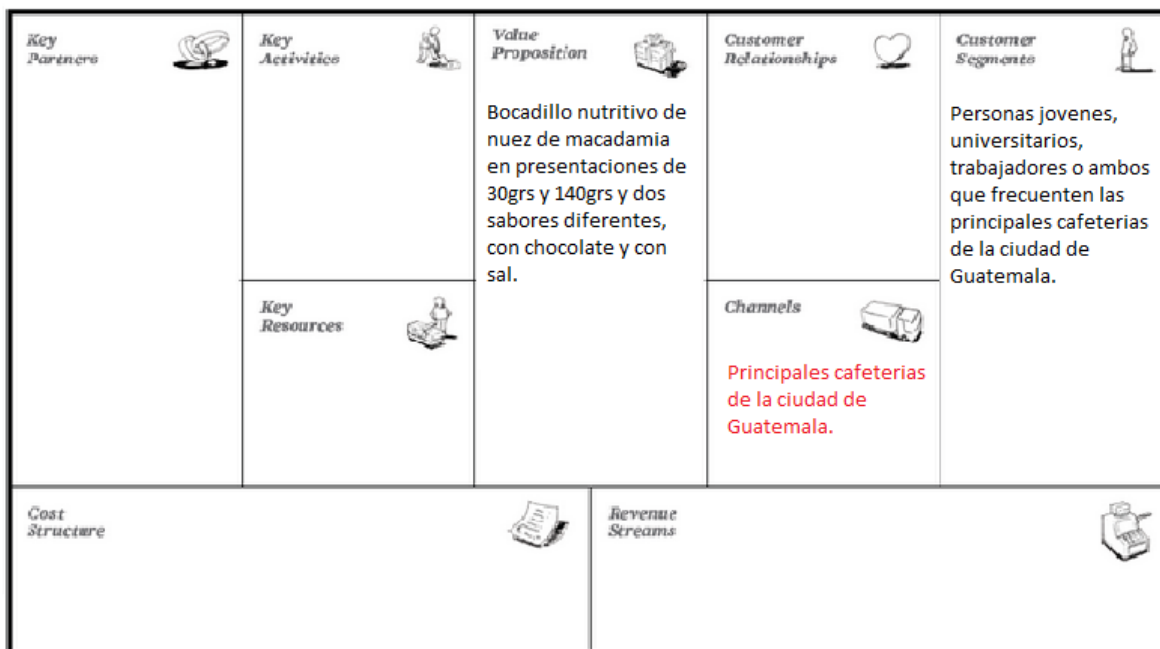 Key
Partners
Key
Activities
Value
Proposition
Customer
Relationships
Customer
Segments
Bocadillo nutritivo de
nuez de macadamia
en presentaciones de
30grs y 140grs y dos
sabores diferentes,
con chocolate y con
sal.
Personas jovenes,
universitarios,
trabajadores o ambos
que frecuenten las
principales cafeterias
de la ciudad de
Guatemala.
Key
Resources
Channels
Principales cafeterias
de la ciudad de
Guatemala.
Cost
Structure
Revenue
Streams